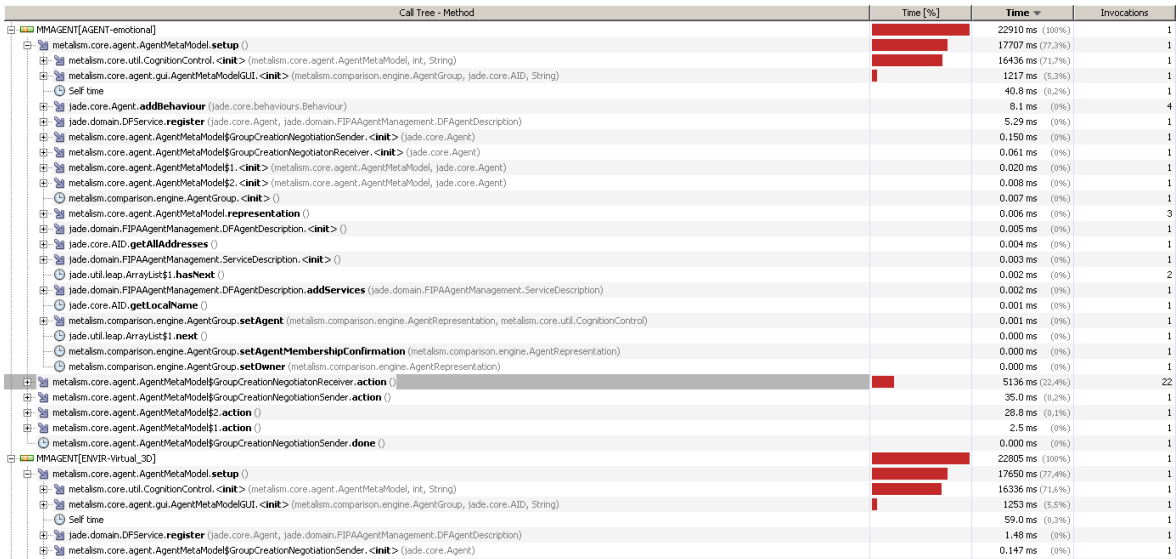 Call Tree - Method Time [%] Time Invocations
MMAGENT[AGENT-emotional] 22910 ms (100%) 1
metalism.core.agent.AgentMetaModel.setup () 17707 ms (77,3%) 1
metalism.core.util.CognitionControl.<init> (metalism.core.agent.AgentMetaModel, int, String) 16436 ms (71,7%) 1
metalism.core.agent.gui.AgentMetaModelGUI.<init> (metalism.comparison.engine.AgentGroup, jade.core.AID, String) 1217 ms (5,3%) 1
Self time 40.8 ms (0,2%) 1
jade.core.Agent.addBehaviour (jade.core.behaviours.Behaviour) 8.1 ms (0%) 4
jade.domain.DFService.register (jade.core.Agent, jade.domain.FIPAAgentManagement.DFAgentDescription) 5.29 ms (0%) 1
metalism.core.agent.AgentMetaModel$GroupCreationNegotiationSender.<init> (jade.core.Agent) 0.150 ms (0%) 1
metalism.core.agent.AgentMetaModel$GroupCreationNegotiatonReceiver.<init> (jade.core.Agent) 0.061 ms (0%) 1
metalism.core.agent.AgentMetaModel$1.<init> (metalism.core.agent.AgentMetaModel, jade.core.Agent) 0.020 ms (0%) 1
metalism.core.agent.AgentMetaModel$2.<init> (metalism.core.agent.AgentMetaModel, jade.core.Agent) 0.008 ms (0%) 1
metalism.comparison.engine.AgentGroup.<init> () 0.007 ms (0%) 1
metalism.core.agent.AgentMetaModel.representation () 0.006 ms (0%) 3
jade.domain.FIPAAgentManagement.DFAgentDescription.<init> () 0.005 ms (0%) 1
jade.core.AID.getAllAddresses () 0.004 ms (0%) 1
jade.domain.FIPAAgentManagement.ServiceDescription.<init> () 0.003 ms (0%) 1
jade.util.leap.ArrayList$1.hasNext () 0.002 ms (0%) 2
jade.domain.FIPAAgentManagement.DFAgentDescription.addServices (jade.domain.FIPAAgentManagement.ServiceDescription) 0.002 ms (0%) 1
jade.core.AID.getLocalName () 0.001 ms (0%) 1
metalism.comparison.engine.AgentGroup.setAgent (metalism.comparison.engine.AgentRepresentation, metalism.core.util.CognitionControl) 0.001 ms (0%) 1
jade.util.leap.ArrayList$1.next () 0.000 ms (0%) 1
metalism.comparison.engine.AgentGroup.setAgentMembershipConfirmation (metalism.comparison.engine.AgentRepresentation) 0.000 ms (0%) 1
metalism.comparison.engine.AgentGroup.setOwner (metalism.comparison.engine.AgentRepresentation) 0.000 ms (0%) 1
metalism.core.agent.AgentMetaModel$GroupCreationNegotiatonReceiver.action () 5136 ms (22,4%) 22
metalism.core.agent.AgentMetaModel$GroupCreationNegotiationSender.action () 35.0 ms (0,2%) 1
metalism.core.agent.AgentMetaModel$2.action () 28.8 ms (0,1%) 1
metalism.core.agent.AgentMetaModel$1.action () 2.5 ms (0%) 1
metalism.core.agent.AgentMetaModel$GroupCreationNegotiationSender.done () 0.000 ms (0%) 1
MMAGENT[ENVIR-Virtual_3D] 22805 ms (100%) 1
metalism.core.agent.AgentMetaModel.setup () 17650 ms (77,4%) 1
metalism.core.util.CognitionControl.<init> (metalism.core.agent.AgentMetaModel, int, String) 16336 ms (71,6%) 1
metalism.core.agent.gui.AgentMetaModelGUI.<init> (metalism.comparison.engine.AgentGroup, jade.core.AID, String) 1253 ms (5,5%) 1
Self time 59.0 ms (0,3%) 1
jade.domain.DFService.register (jade.core.Agent, jade.domain.FIPAAgentManagement.DFAgentDescription) 1.48 ms (0%) 1
metalism.core.agent.AgentMetaModel$GroupCreationNegotiationSender.<init> (jade.core.Agent) 0.147 ms (0%) 1